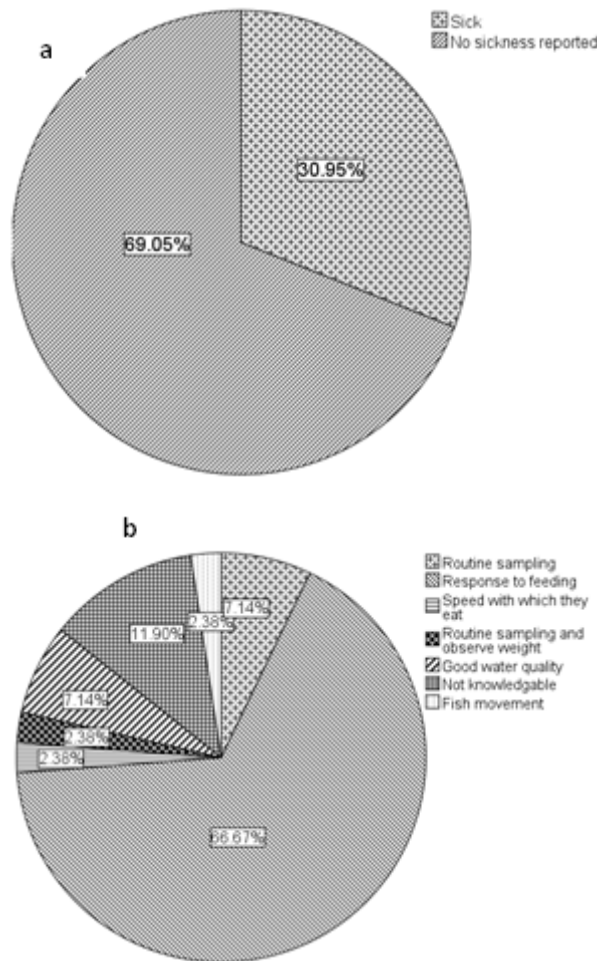 a
Sick
No sickness reported
30.95%
69.05%
b
Routine sampling
Response to feeding
Speed with which they
eat
Routine sampling and
observe weight
Good water quality
Not knowledgable
Fish movement
7.14%
2.38%
11.90%
7.14%
2.38%
2.38%
66.67%